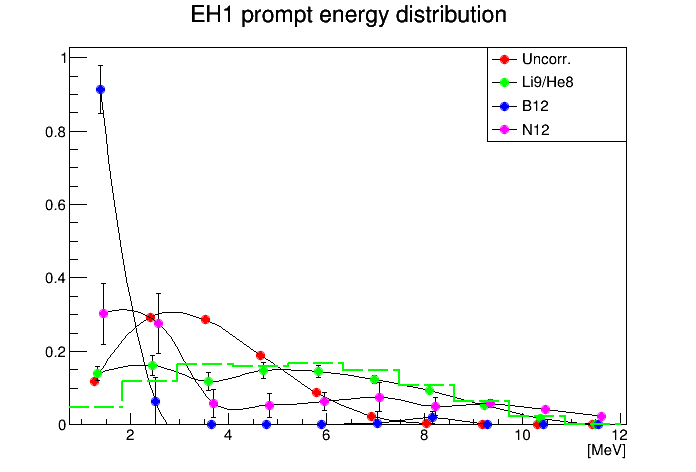 EH1 prompt energy distribution
Uncorr.
Li9/He8
B12
N12
1
0.8
0.6
0.4
0.2
0
2 4 6 8 10 12
[MeV]